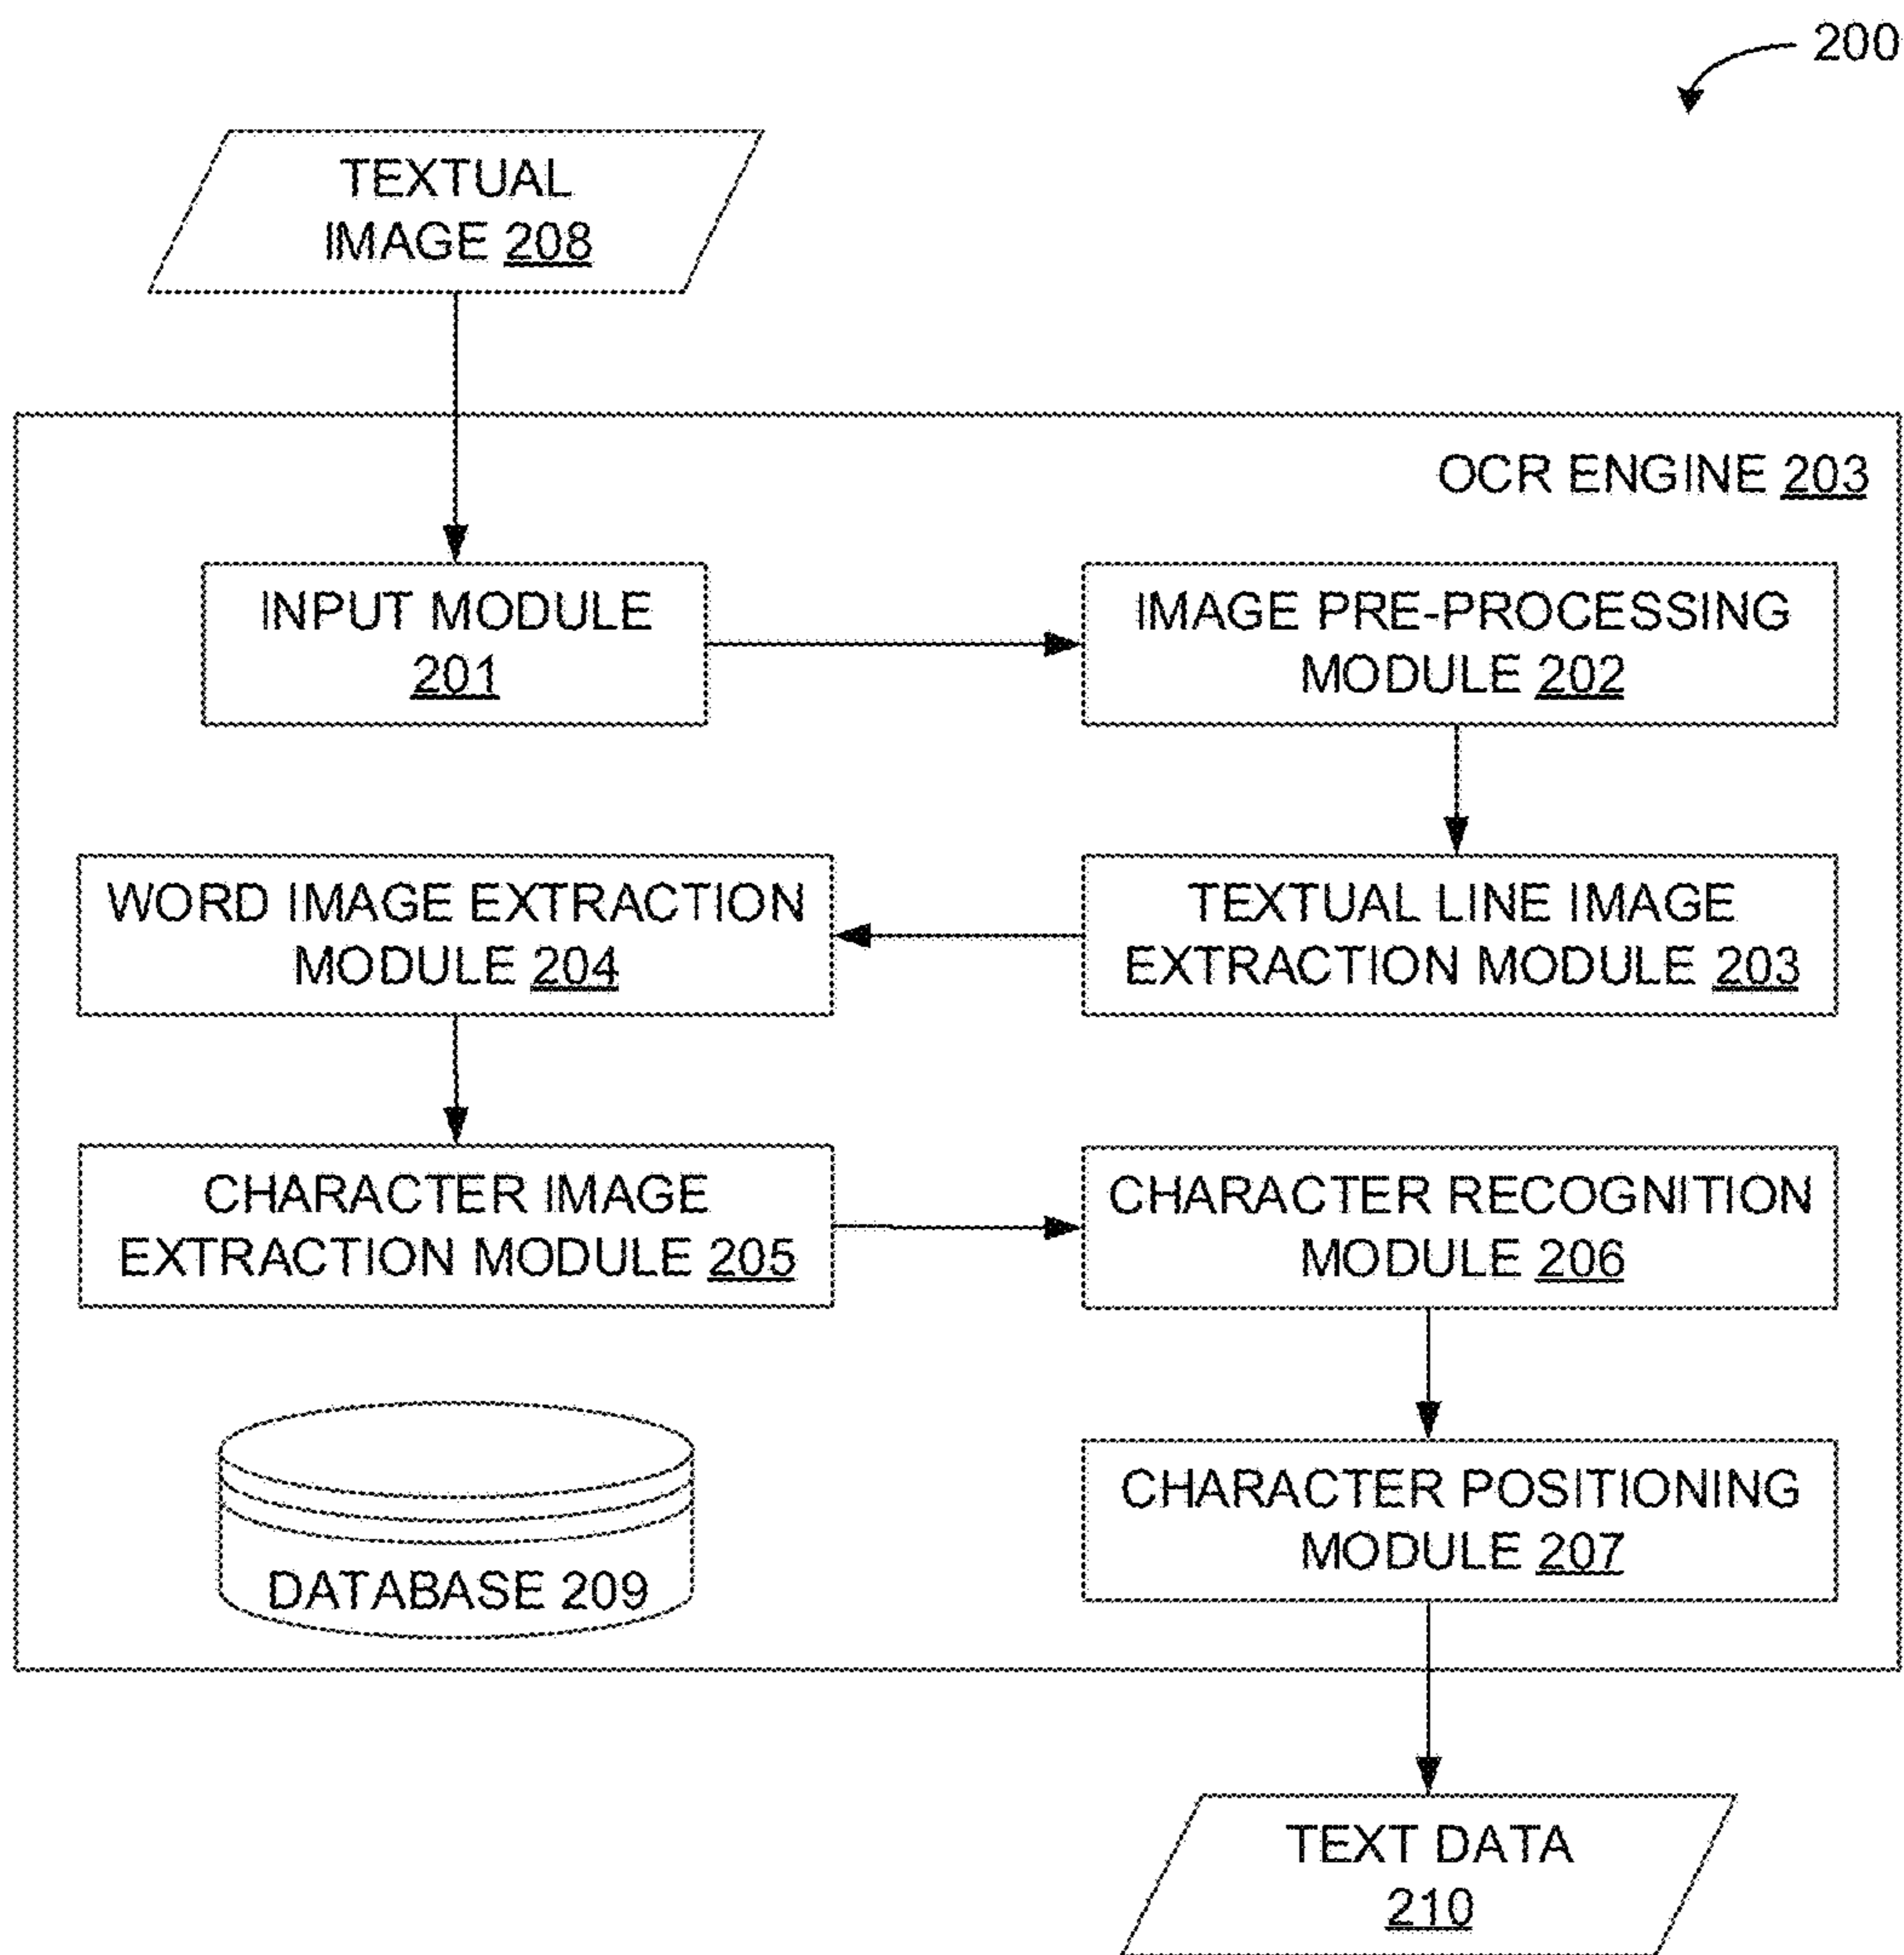 200
TEXTUAL
IMAGE 208
OCR ENGINE 203
INPUT MODULE
201
IMAGE PRE-PROCESSING
MODULE 202
TEXTUAL LINE IMAGE
EXTRACTION MODULE 203
WORD IMAGE EXTRACTION
MODULE 204
CHARACTER IMAGE
EXTRACTION MODULE 205
CHARACTER RECOGNITION
MODULE 206
CHARACTER POSITIONING
MODULE 207
DATABASE 209
TEXT DATA
210